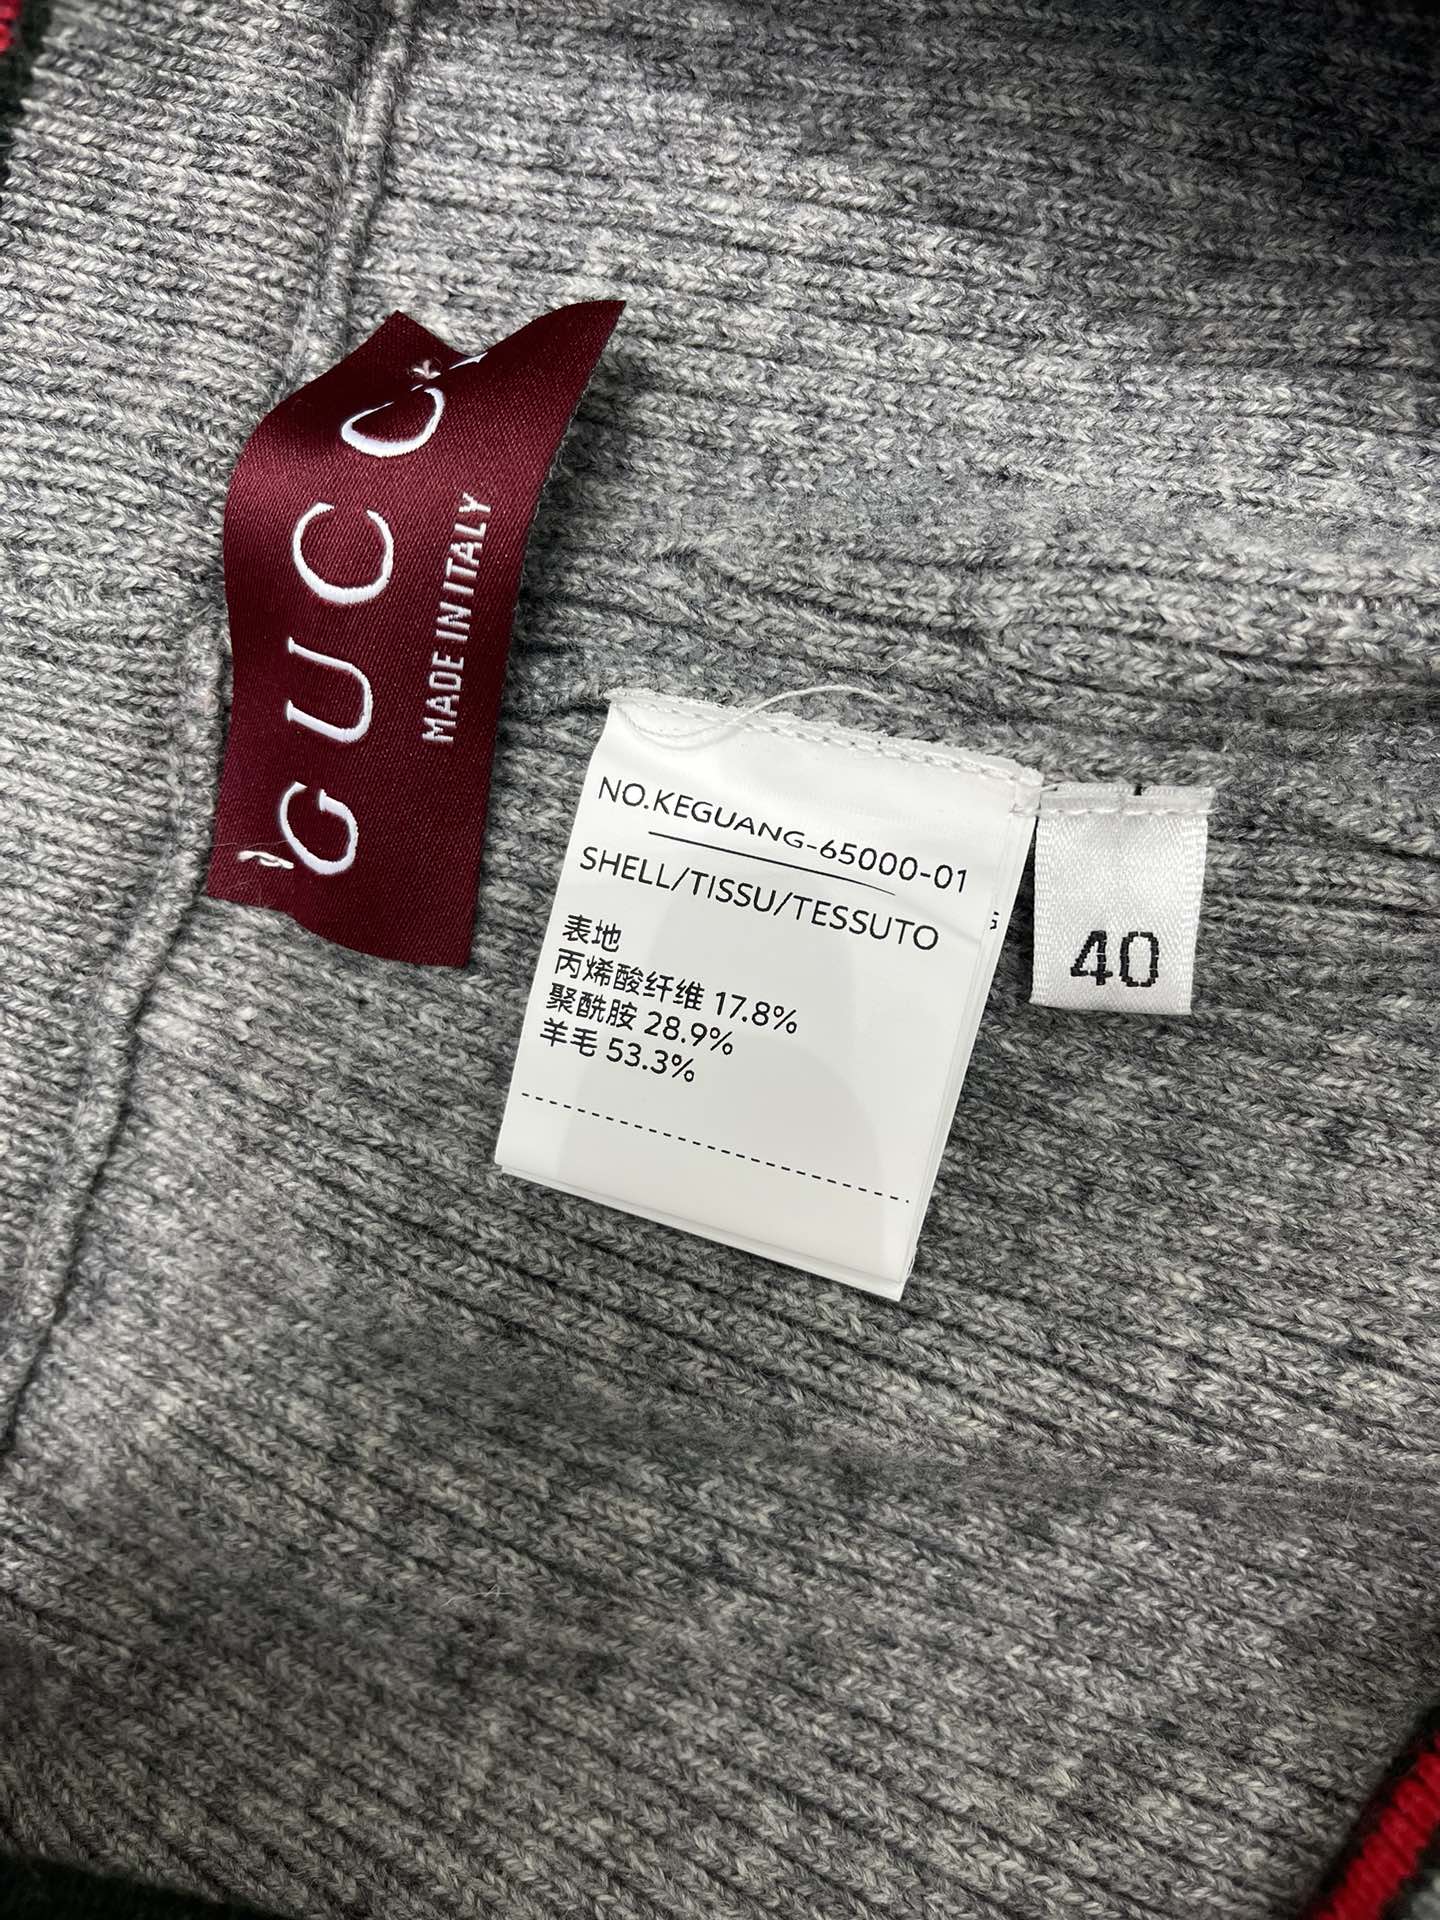 GUCC
MADE IN ITALY
NO.KEGUANG-65000-01
SHELL/TISSU/TESSUTO
表地
丙烯酸纤维 17.8%
聚酰胺 28.9%
羊毛 53.3%
40